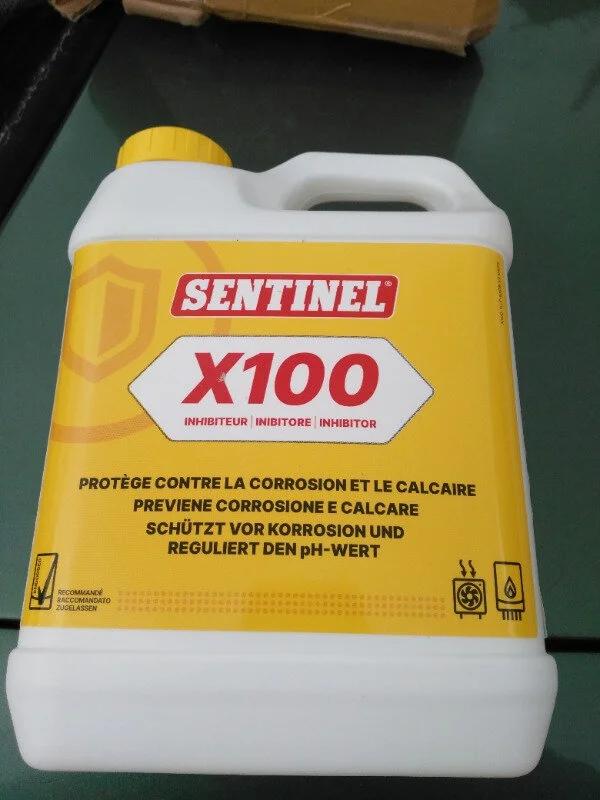 SENTINEL®
X100
INHIBITEUR | INIBITORE | INHIBITOR
PROTÈGE CONTRE LA CORROSION ET LE CALCAIRE
PREVIENE CORROSIONE E CALCARE
SCHÜTZT VOR KORROSION UND
REGULIERT DEN pH-WERT
RECOMMANDÉ
RACCOMANDATO
ZUGELASSEN